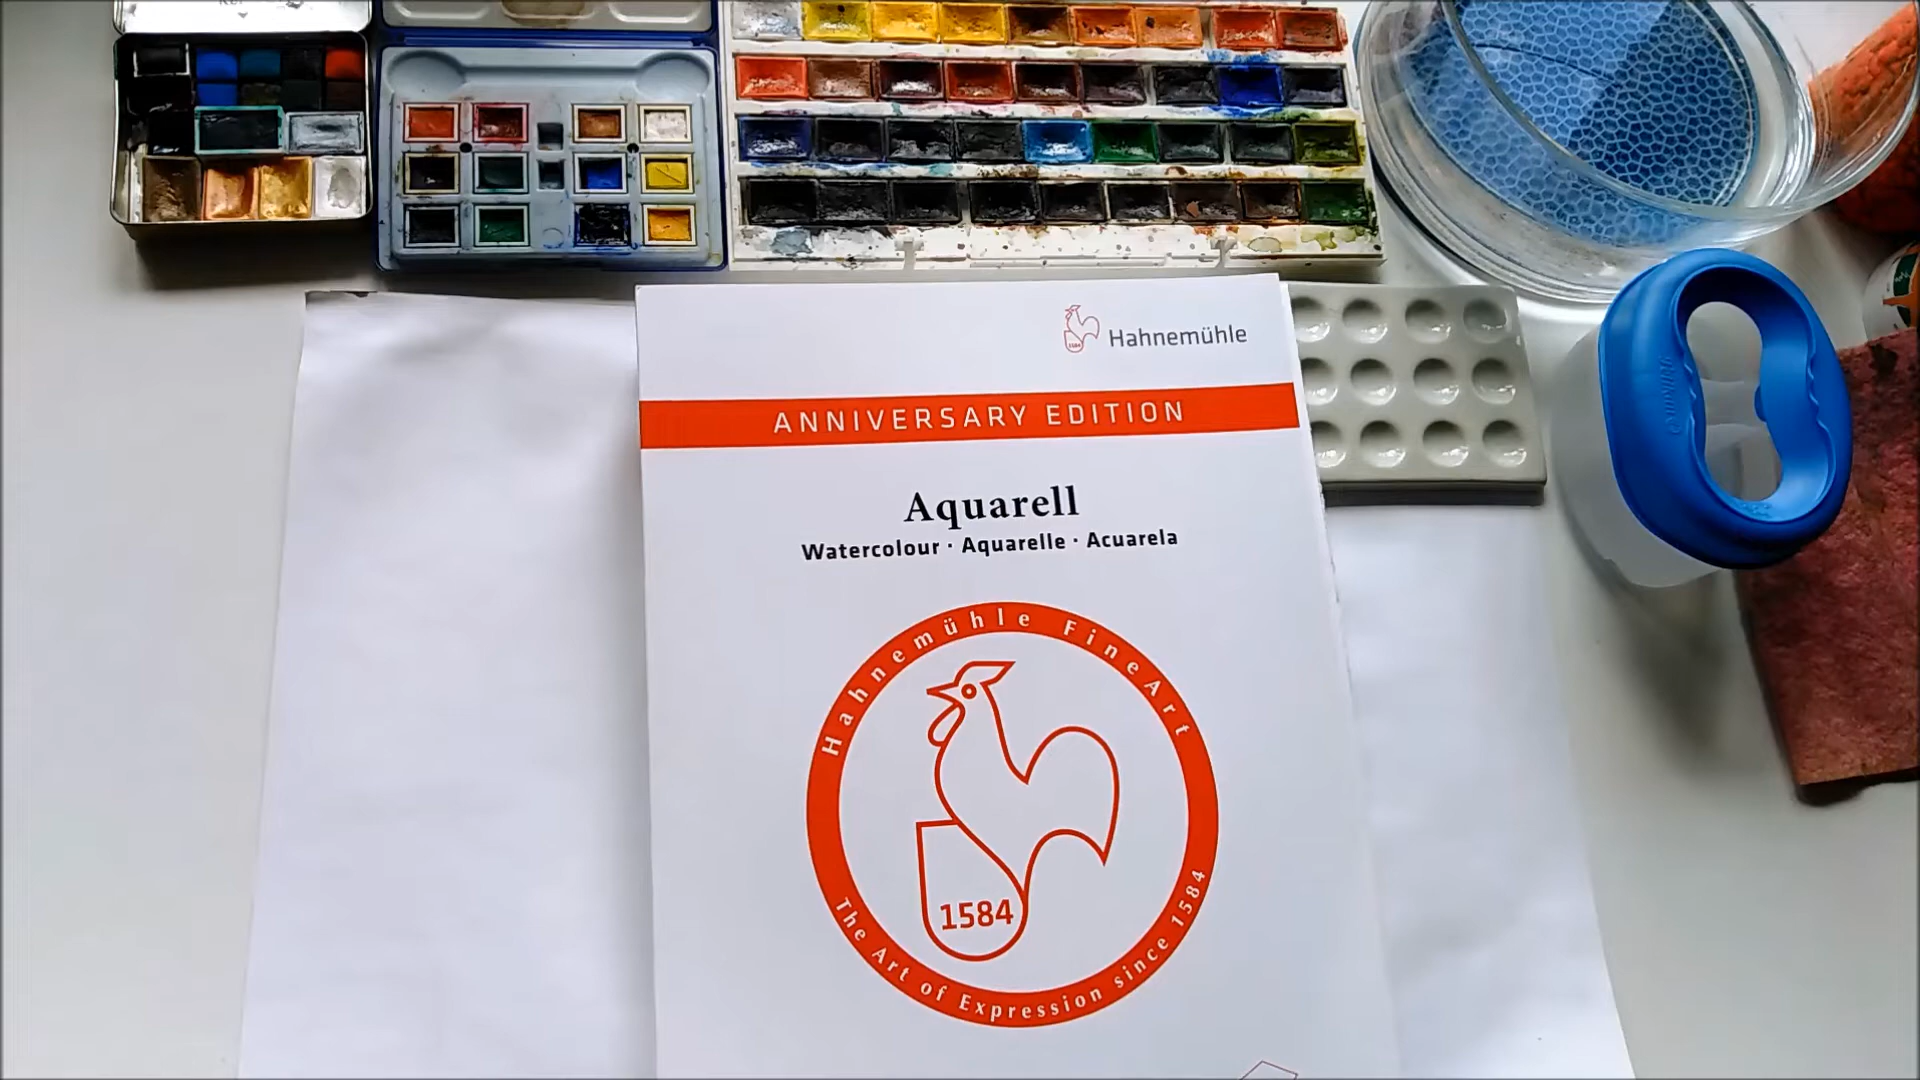 Hahnemühle
ANNIVERSARY EDITION
Aquarell
Watercolour · Aquarelle · Acuarela
Hahnemühle FineArt
1584
The Art of Expression since 1584